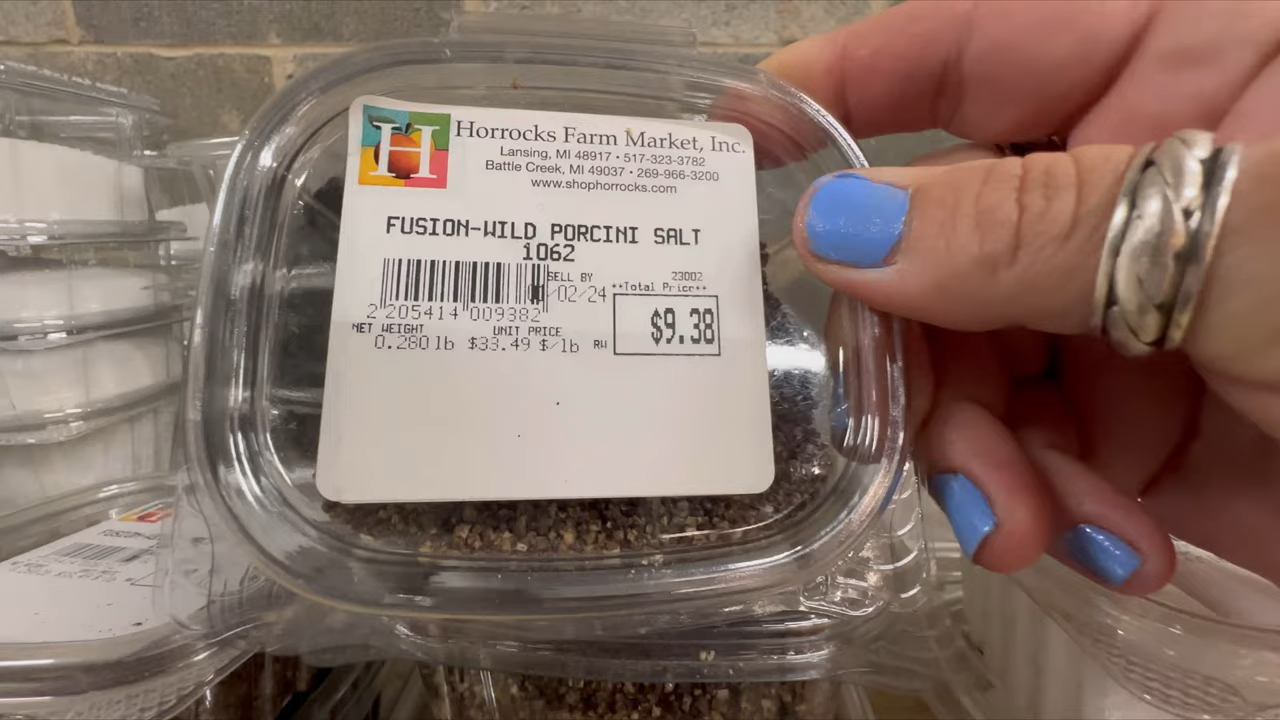 H
Horrocks Farm Market, Inc.
Lansing, MI 48917 • 517-323-3782
Battle Creek, MI 49037 • 269-966-3200
www.shophorrocks.com
FUSION-WILD PORCINI SALT
1062
SELL BY
23002
/02/24
**Total Price**
$9.38
2 205414 009382
NET WEIGHT
UNIT PRICE
0.280 lb $33.49 $/lb RW